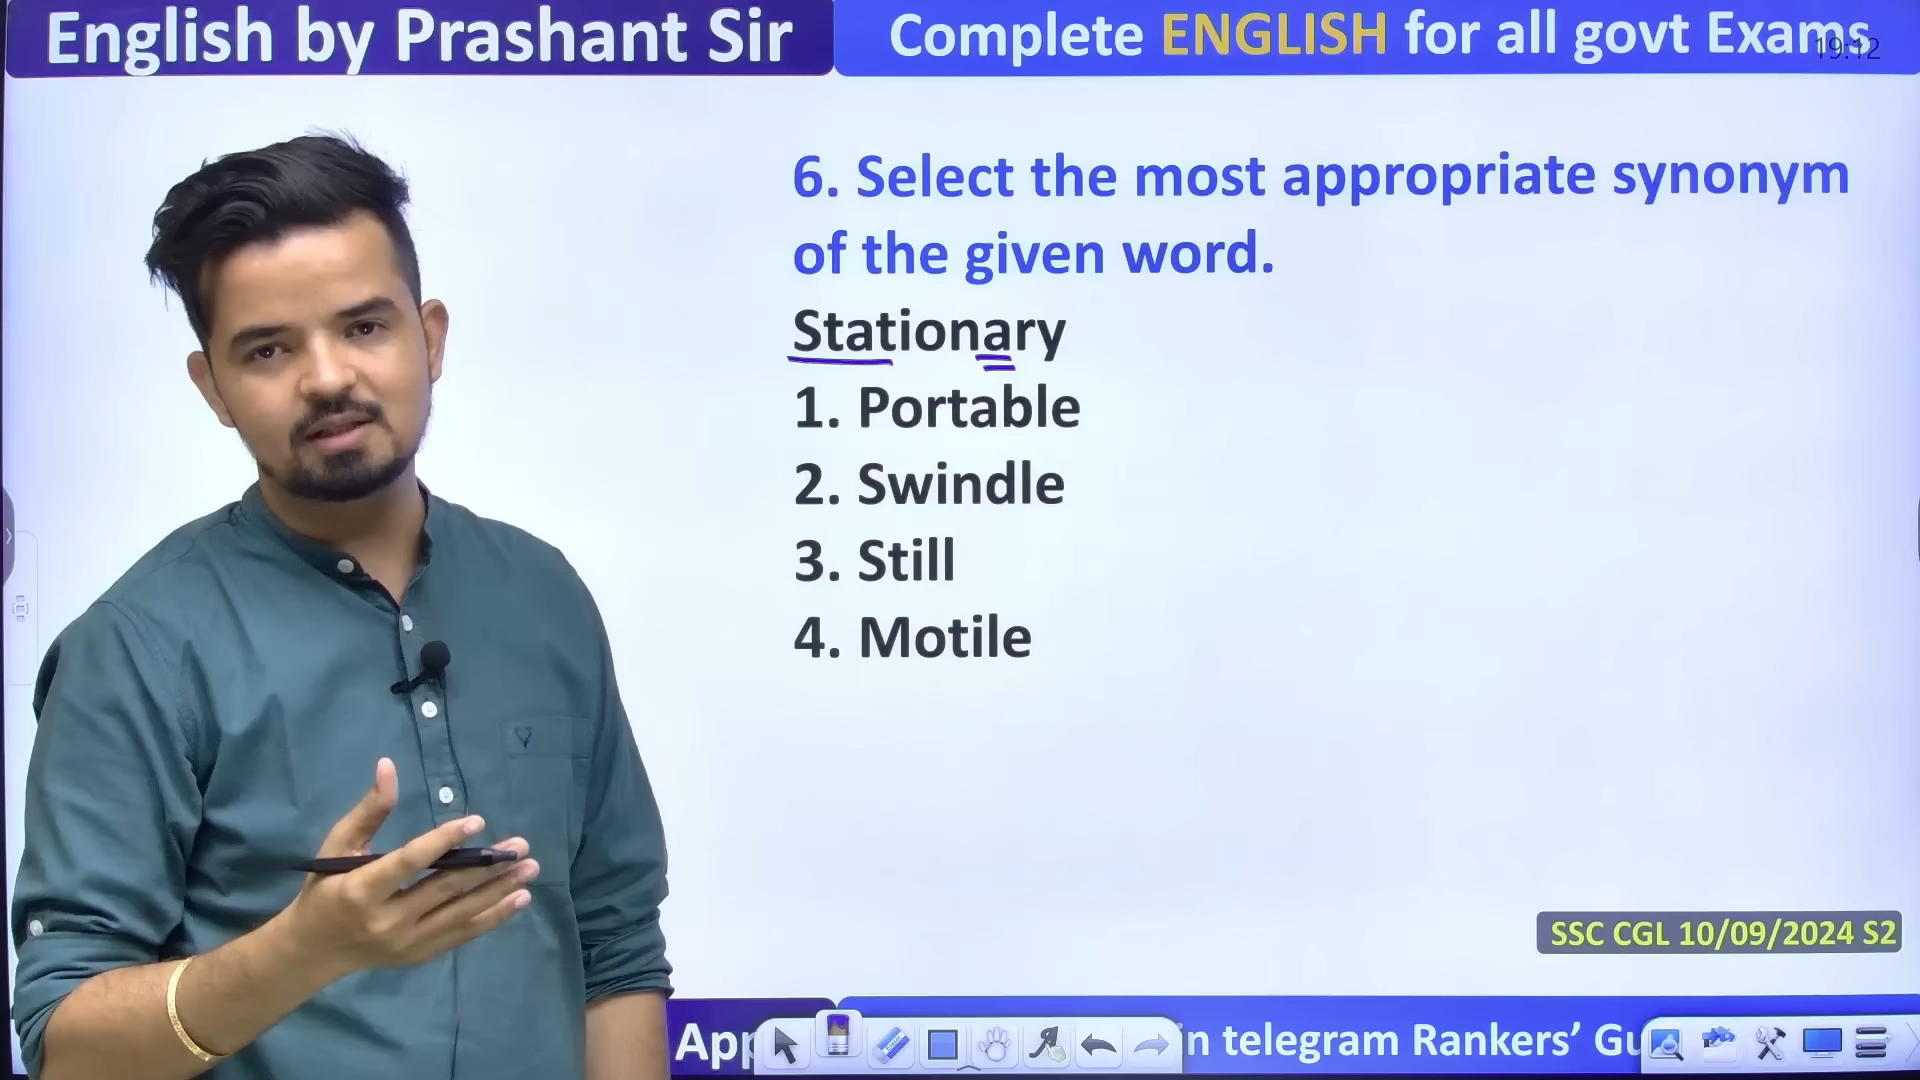 English by Prashant Sir
Complete ENGLISH for all govt Exams
19:12
6. Select the most appropriate synonym
of the given word.
Stationary
1. Portable
2. Swindle
3. Still
4. Motile
SSC CGL 10/09/2024 S2
App
in telegram Rankers’ Gu